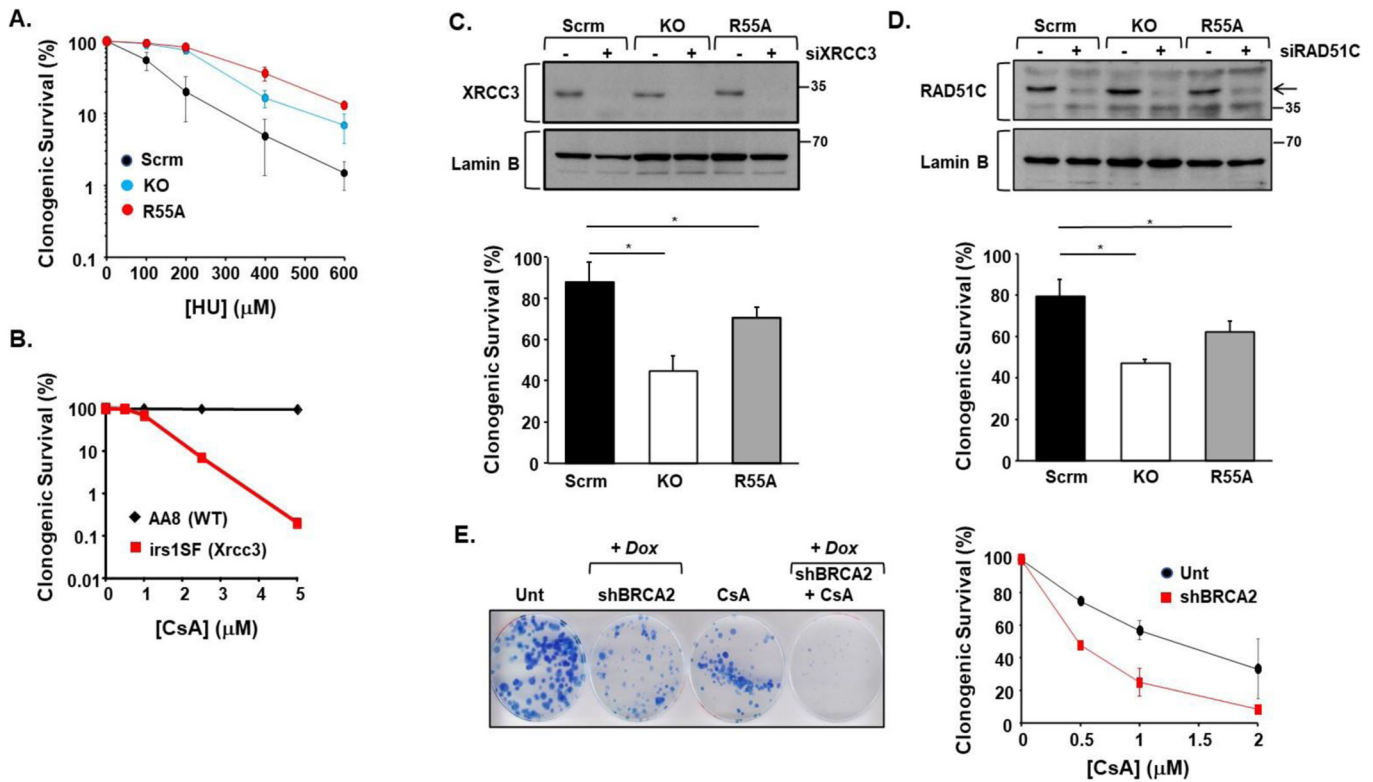 A.
Clonogenic Survival (%)
100
10
1
0.1
Scrm
KO
R55A
0 100 200 300 400 500 600
[HU] (μM)
B.
Clonogenic Survival (%)
100
10
1
0.1
0.01
AA8 (WT)
irs1SF (Xrcc3)
0 1 2 3 4 5
[CsA] (μM)
C.
Scrm KO R55A
- + - + - + siXRCC3
XRCC3
35
Lamin B
70
* 
*
Clonogenic Survival (%)
100
80
60
40
20
0
Scrm KO R55A
D.
Scrm KO R55A
- + - + - + siRAD51C
RAD51C
35
Lamin B
70
*
*
Clonogenic Survival (%)
100
80
60
40
20
0
Scrm KO R55A
E.
+ Dox + Dox
shBRCA2
Unt shBRCA2 CsA + CsA
Clonogenic Survival (%)
100
80
60
40
20
0
Unt
shBRCA2
0 0.5 1 1.5 2
[CsA] (μM)